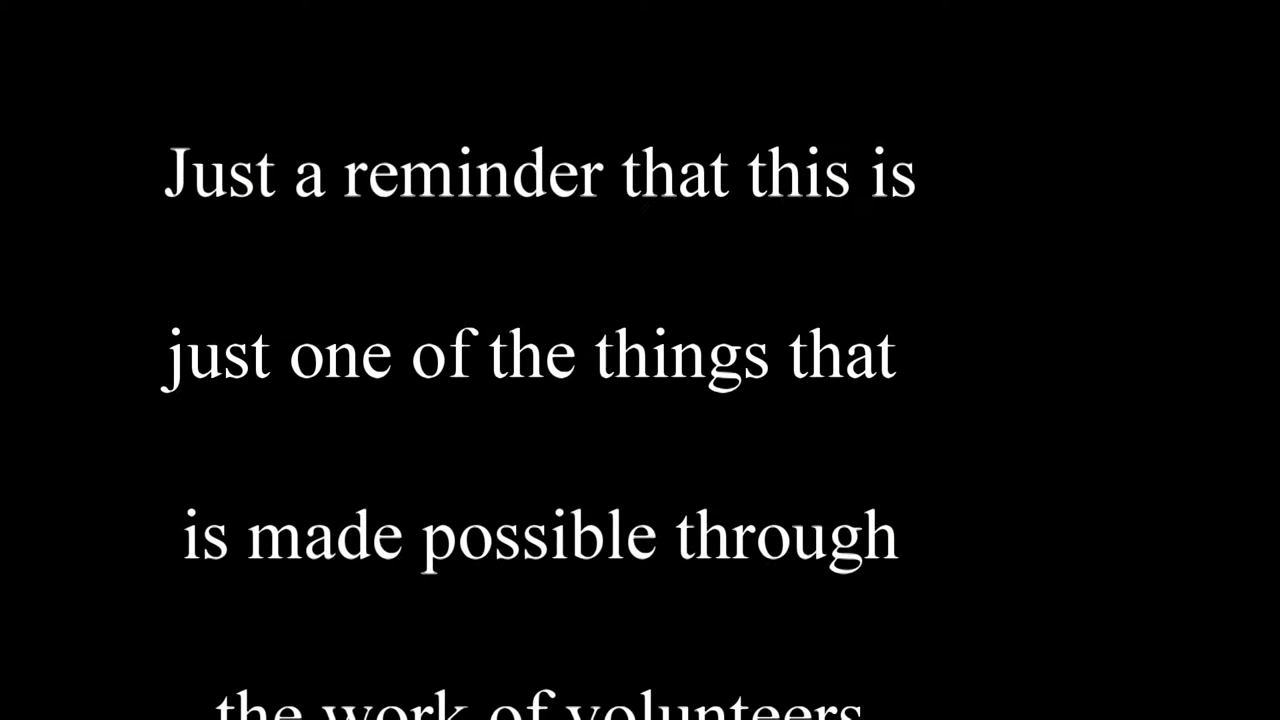 Just a reminder that this is
just one of the things that
is made possible through
the work of volunteers